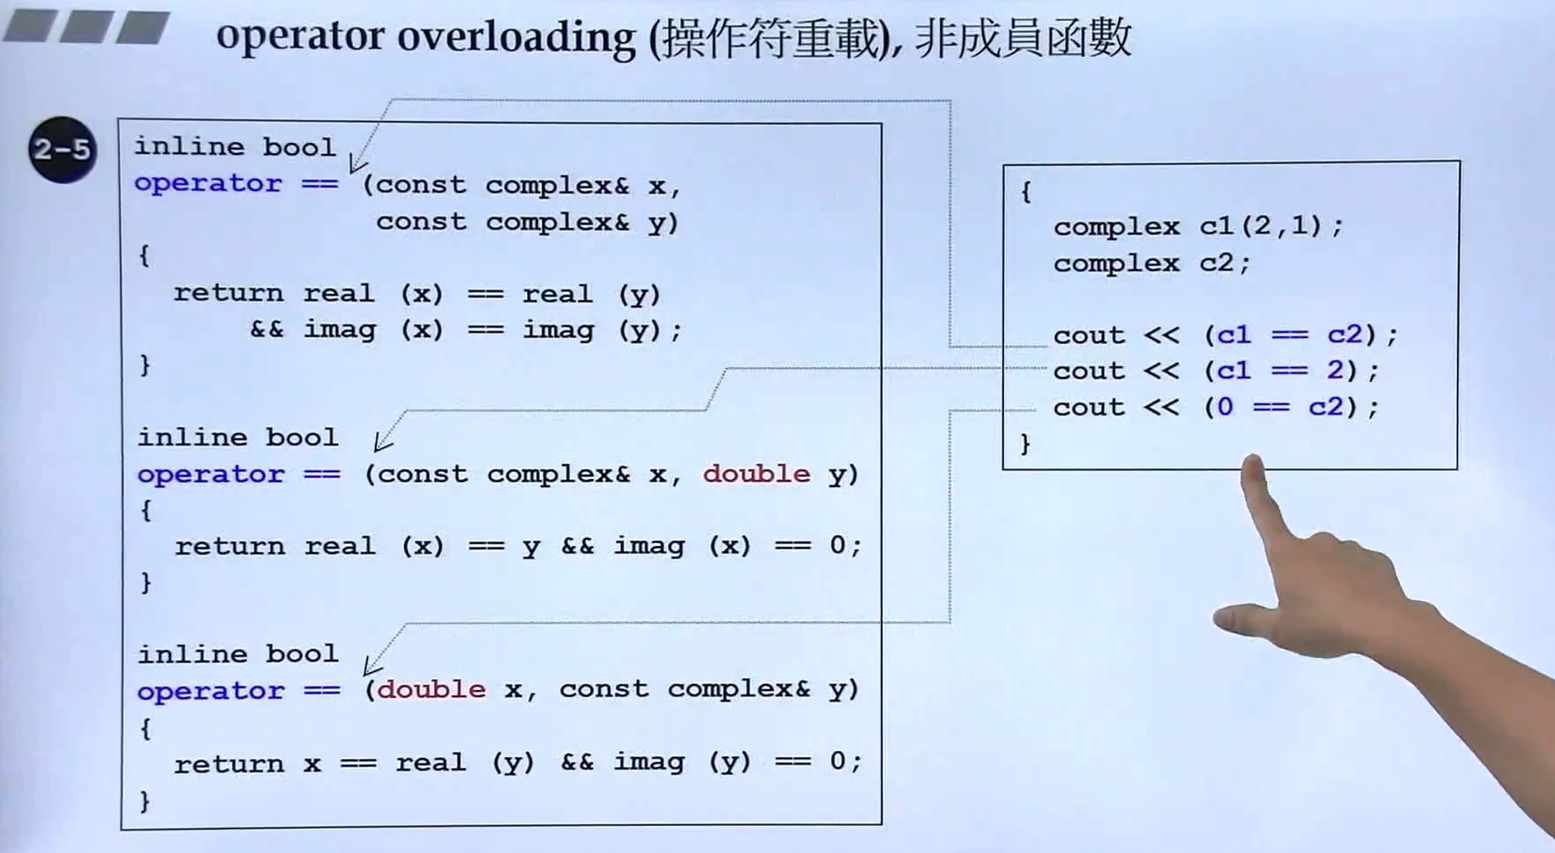 operator overloading (操作符重載), 非成員函數
2-5
inline bool
operator == (const complex& x,
const complex& y)
{
return real (x) == real (y)
&& imag (x) == imag (y);
}
inline bool
operator == (const complex& x, double y)
{
return real (x) == y && imag (x) == 0;
}
inline bool
operator == (double x, const complex& y)
{
return x == real (y) && imag (y) == 0;
}
{
complex c1(2,1);
complex c2;
cout << (c1 == c2);
cout << (c1 == 2);
cout << (0 == c2);
}